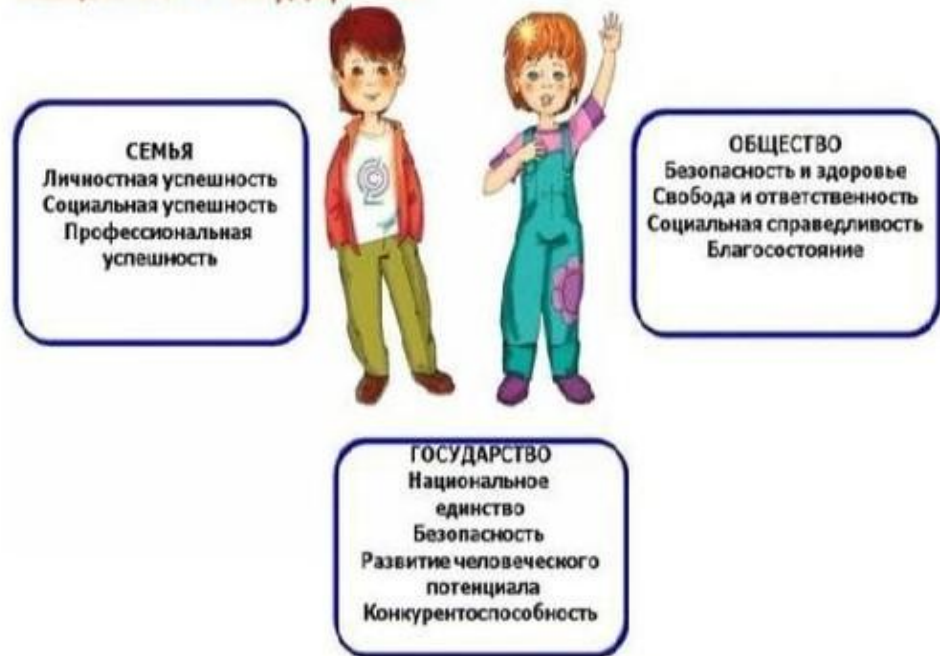 СЕМЬЯ
Личностная успешность
Социальная успешность
Профессиональная
успешность
ОБЩЕСТВО
Безопасность и здоровье
Свобода и ответственность
Социальная справедливость
Благосостояние
ГОСУДАРСТВО
Национальное
единство
Безопасность
Развитие человеческого
потенциала
Конкурентоспособность